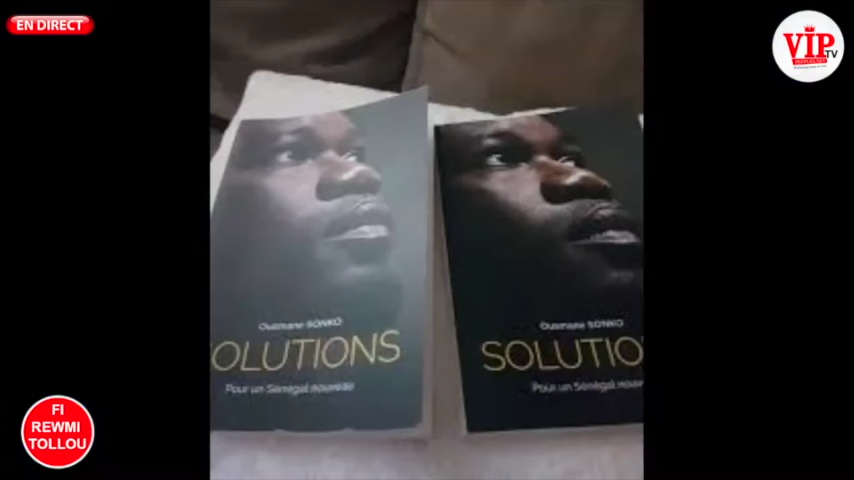 EN DIRECT
VIP
TV
Ousmane SONKO
SOLUTIONS
Pour un Sénégal nouveau
Ousmane SONKO
SOLUTIO
Pour un Sénégal nouv
FI
REWMI
TOLLOU